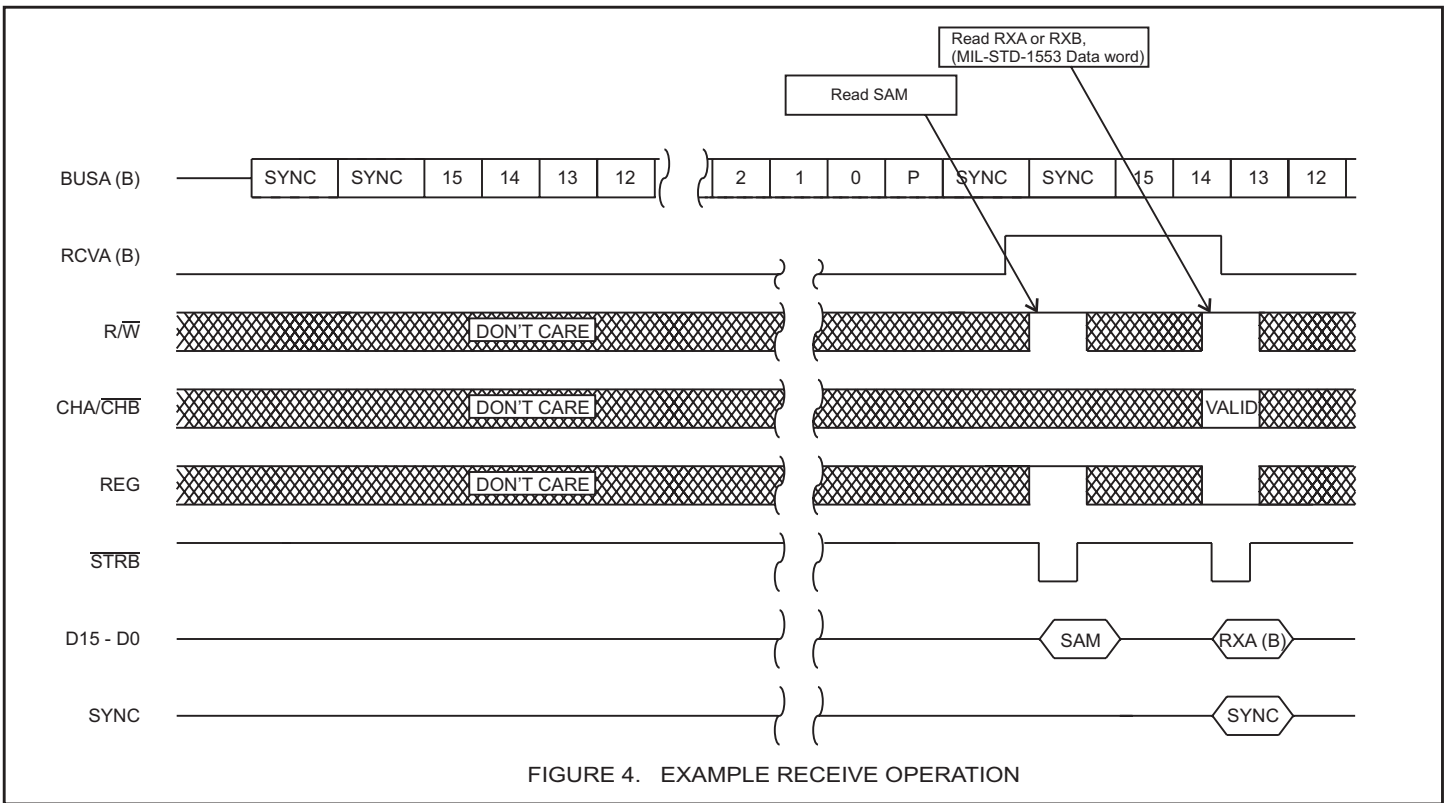 Read RXA or RXB,
(MIL-STD-1553 Data word)
Read SAM
BUSA (B) SYNC SYNC 15 14 13 12 2 1 0 P SYNC SYNC 15 14 13 12
RCVA (B)
R/W̅
DON'T CARE
CHA/C̅H̅B̅
DON'T CARE VALID
REG
DON'T CARE
S̅T̅R̅B̅
D15 - D0 SAM RXA (B)
SYNC SYNC
FIGURE 4. EXAMPLE RECEIVE OPERATION